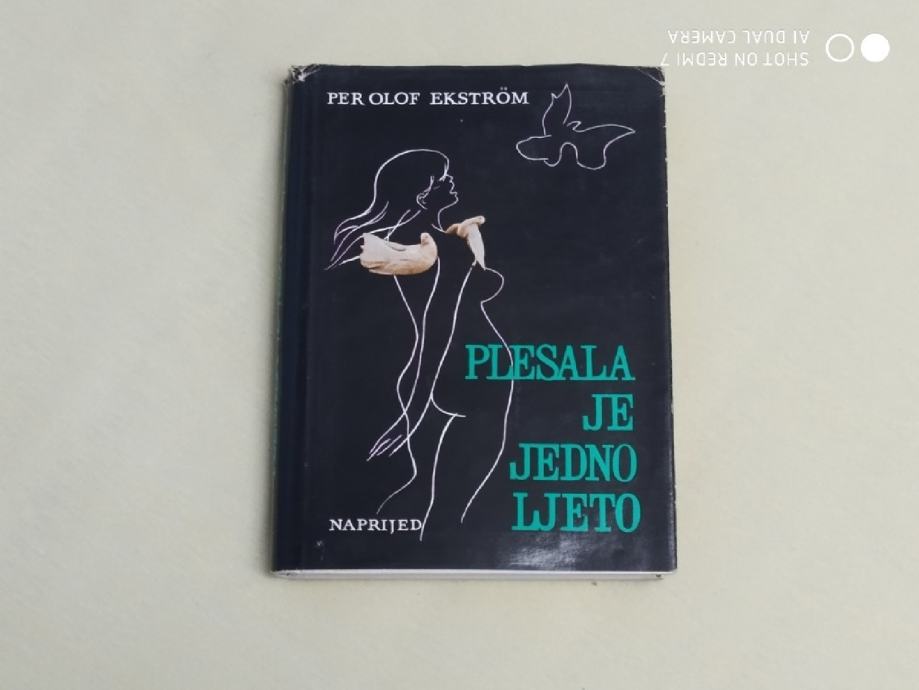 PER OLOF EKSTRÖM
PLESALA
JE
JEDNO
LJETO
NAPRIJED
SHOT ON REDMI 7
AI DUAL CAMERA